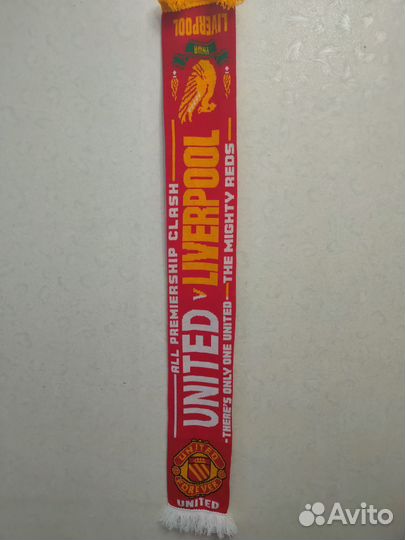 UNITED
FOREVER
UNITED
ALL PREMIERSHIP CLASH
UNITED v LIVERPOOL
-THERE'S ONLY ONE UNITED- THE MIGHTY REDS
LIVERPOOL
Avito